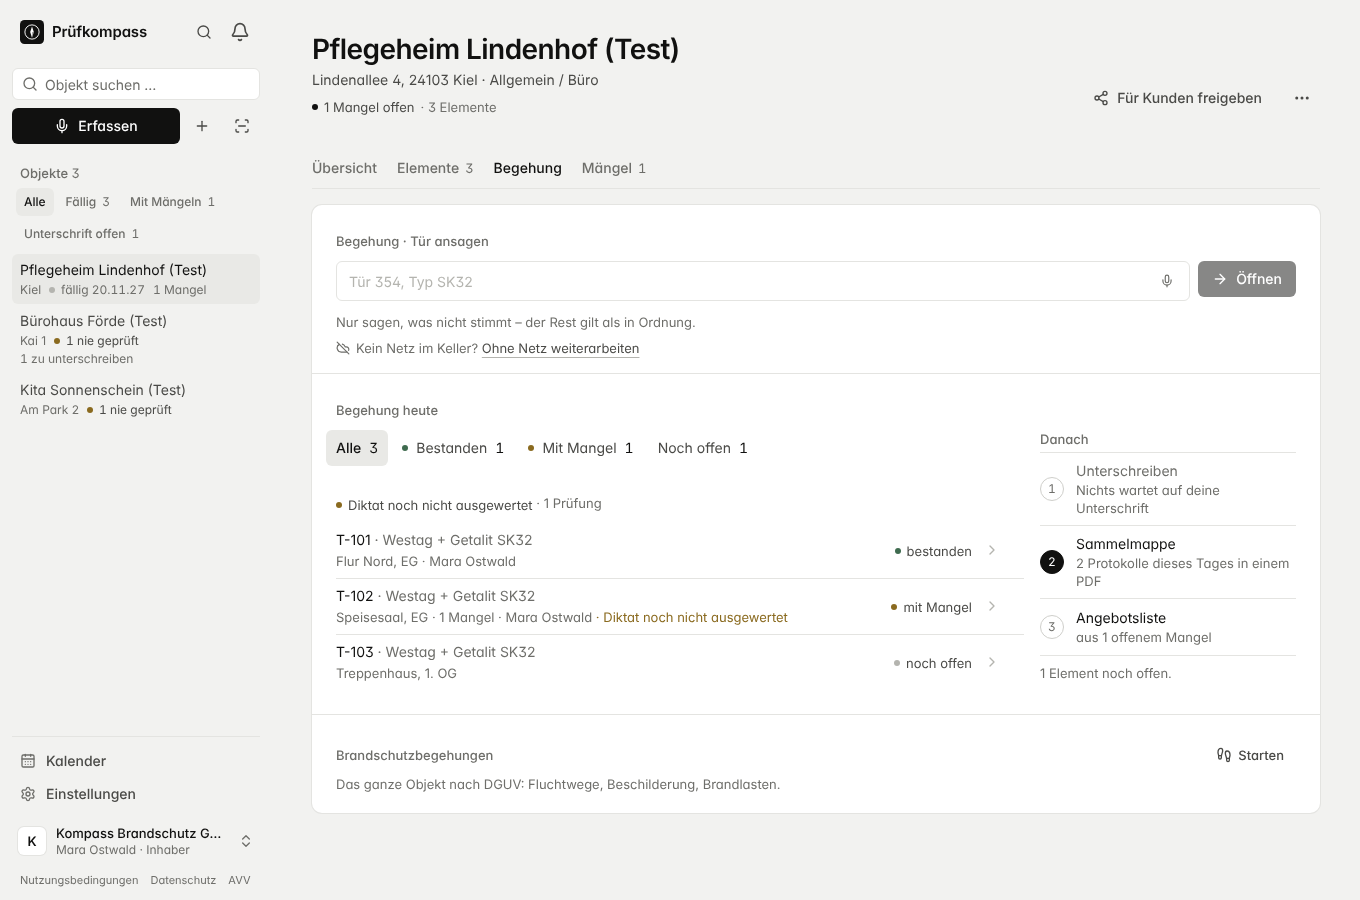 Prüfkompass
Objekt suchen ...
Erfassen
Objekte 3
Alle
Fällig 3
Mit Mängeln 1
Unterschrift offen 1
Pflegeheim Lindenhof (Test)
Kiel fällig 20.11.27 1 Mangel
Bürohaus Förde (Test)
Kai 1 1 nie geprüft
1 zu unterschreiben
Kita Sonnenschein (Test)
Am Park 2 1 nie geprüft
Kalender
Einstellungen
K
Kompass Brandschutz G...
Mara Ostwald · Inhaber
Nutzungsbedingungen Datenschutz AVV
Pflegeheim Lindenhof (Test)
Lindenallee 4, 24103 Kiel · Allgemein / Büro
1 Mangel offen · 3 Elemente
Für Kunden freigeben
Übersicht Elemente 3 Begehung Mängel 1
Begehung · Tür ansagen
Tür 354, Typ SK32
Öffnen
Nur sagen, was nicht stimmt – der Rest gilt als in Ordnung.
Kein Netz im Keller? Ohne Netz weiterarbeiten
Begehung heute
Alle 3 Bestanden 1 Mit Mangel 1 Noch offen 1
Diktat noch nicht ausgewertet · 1 Prüfung
T-101 · Westag + Getalit SK32
Flur Nord, EG · Mara Ostwald
bestanden
T-102 · Westag + Getalit SK32
Speisesaal, EG · 1 Mangel · Mara Ostwald · Diktat noch nicht ausgewertet
mit Mangel
T-103 · Westag + Getalit SK32
Treppenhaus, 1. OG
noch offen
Danach
1
Unterschreiben
Nichts wartet auf deine
Unterschrift
2
Sammelmappe
2 Protokolle dieses Tages in einem
PDF
3
Angebotsliste
aus 1 offenem Mangel
1 Element noch offen.
Brandschutzbegehungen
Starten
Das ganze Objekt nach DGUV: Fluchtwege, Beschilderung, Brandlasten.